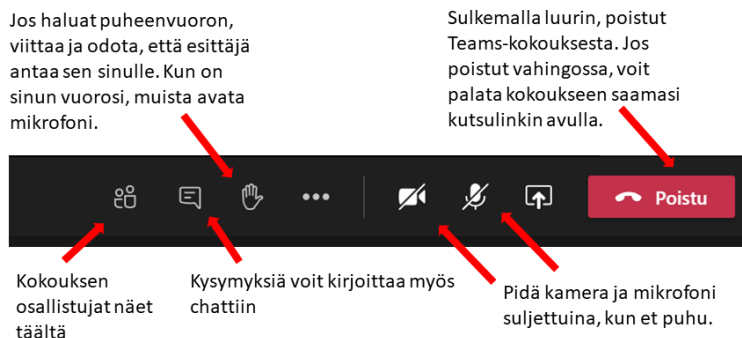 Jos haluat puheenvuoron,
viittaa ja odota, että esittäjä
antaa sen sinulle. Kun on
sinun vuorosi, muista avata
mikrofoni.
Sulkemalla luurin, poistut
Teams-kokouksesta. Jos
poistut vahingossa, voit
palata kokoukseen saamasi
kutsulinkin avulla.
Poistu
Kokouksen
osallistujat näet
täältä
Kysymyksiä voit kirjoittaa myös
chattiin
Pidä kamera ja mikrofoni
suljettuina, kun et puhu.